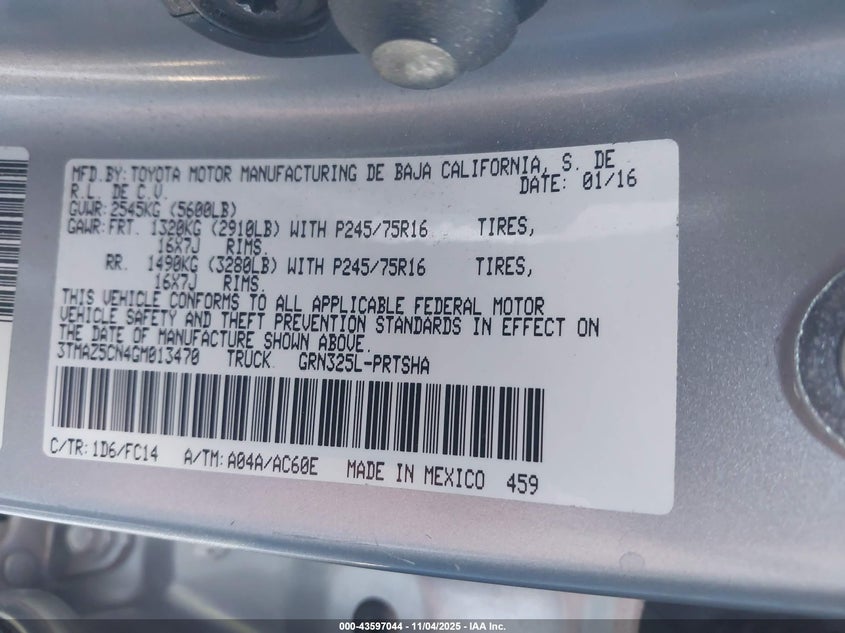 MFD.BY: TOYOTA MOTOR MANUFACTURING DE BAJA CALIFORNIA, S. DE
R.L. DE C.V. DATE: 01/16
GVWR: 2545KG (5600LB)
GAWR: FRT. 1320KG (2910LB) WITH P245/75R16 TIRES,
16X7J RIMS.
RR. 1490KG (3280LB) WITH P245/75R16 TIRES,
16X7J RIMS.
THIS VEHICLE CONFORMS TO ALL APPLICABLE FEDERAL MOTOR
VEHICLE SAFETY AND THEFT PREVENTION STANDARDS IN EFFECT ON
THE DATE OF MANUFACTURE SHOWN ABOVE.
3TMAZ5CN4GM013470 TRUCK GRN325L-PRTSHA
C/TR: 1D6/FC14 A/TM: A04A/AC60E MADE IN MEXICO 459
000-43597044 - 11/04/2025 - IAA Inc.